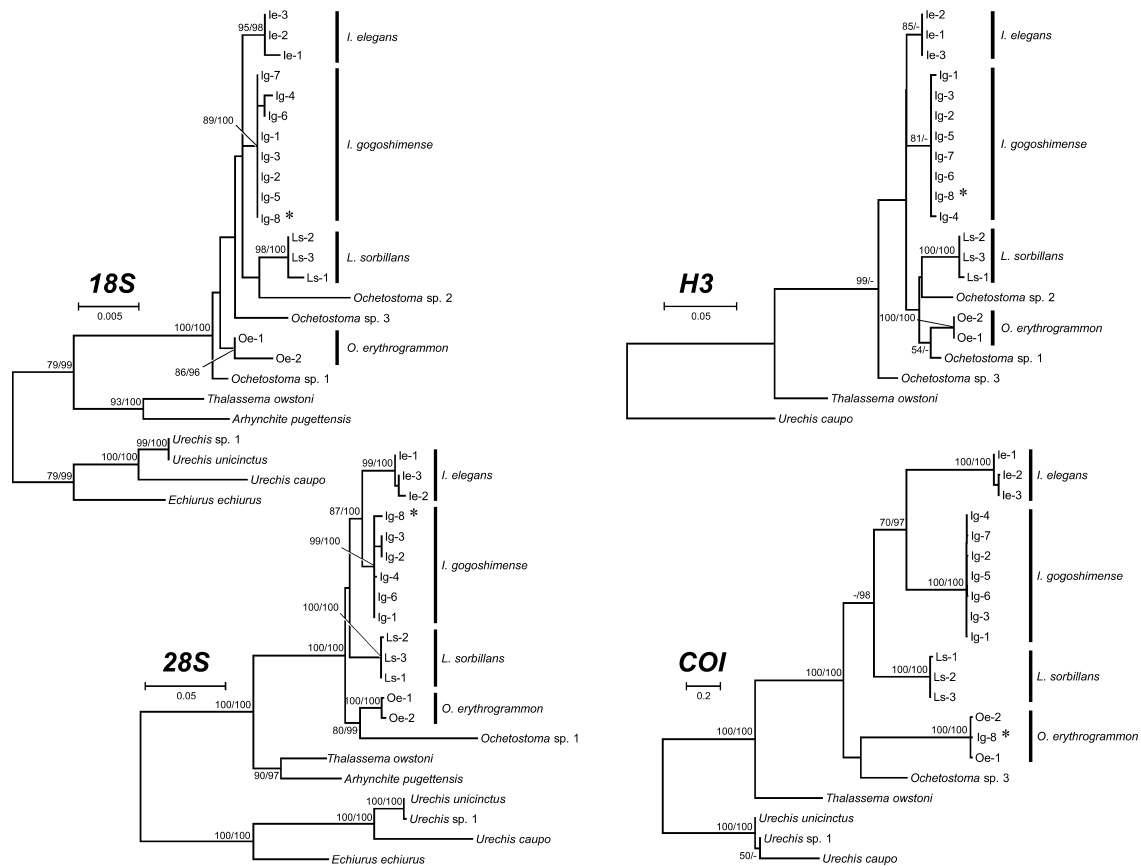 18S
0.005
Ie-3
95/98
Ie-2
I. elegans
Ie-1
Ig-7
Ig-4
Ig-6
89/100
Ig-1
I. gogoshimense
Ig-3
Ig-2
Ig-5
Ig-8 *
Ls-2
98/100
Ls-3
L. sorbillans
Ls-1
Ochetostoma sp. 2
Ochetostoma sp. 3
100/100
Oe-1
O. erythrogrammon
Oe-2
86/96
Ochetostoma sp. 1
79/99
Thalassema owstoni
93/100
Arhynchite pugettensis
Urechis sp. 1
99/100
Urechis unicinctus
100/100
Urechis caupo
79/99
Echiurus echiurus
H3
0.05
85/-
Ie-2
Ie-1
I. elegans
Ie-3
Ig-1
Ig-3
Ig-2
81/-
Ig-5
I. gogoshimense
Ig-7
Ig-6
Ig-8 *
Ig-4
Ls-2
100/100
Ls-3
L. sorbillans
Ls-1
99/-
Ochetostoma sp. 2
100/100
Oe-2
O. erythrogrammon
Oe-1
54/-
Ochetostoma sp. 1
Ochetostoma sp. 3
Thalassema owstoni
Urechis caupo
28S
0.05
Ie-1
99/100
Ie-3
I. elegans
Ie-2
87/100
Ig-8 *
Ig-3
Ig-2
99/100
Ig-4
I. gogoshimense
Ig-6
Ig-1
100/100
Ls-2
Ls-3
L. sorbillans
Ls-1
100/100
100/100
Oe-1
O. erythrogrammon
Oe-2
80/99
Ochetostoma sp. 1
100/100
Thalassema owstoni
90/97
Arhynchite pugettensis
Urechis unicinctus
100/100
Urechis sp. 1
100/100
Urechis caupo
100/100
Echiurus echiurus
COI
0.2
Ie-1
100/100
Ie-2
I. elegans
Ie-3
70/97
Ig-4
Ig-7
Ig-2
Ig-5
I. gogoshimense
100/100
Ig-6
Ig-3
Ig-1
-/98
Ls-1
100/100
Ls-2
L. sorbillans
Ls-3
100/100
Oe-2
100/100
Ig-8 *
O. erythrogrammon
Oe-1
Ochetostoma sp. 3
100/100
Thalassema owstoni
Urechis unicinctus
100/100
Urechis sp. 1
50/-
Urechis caupo